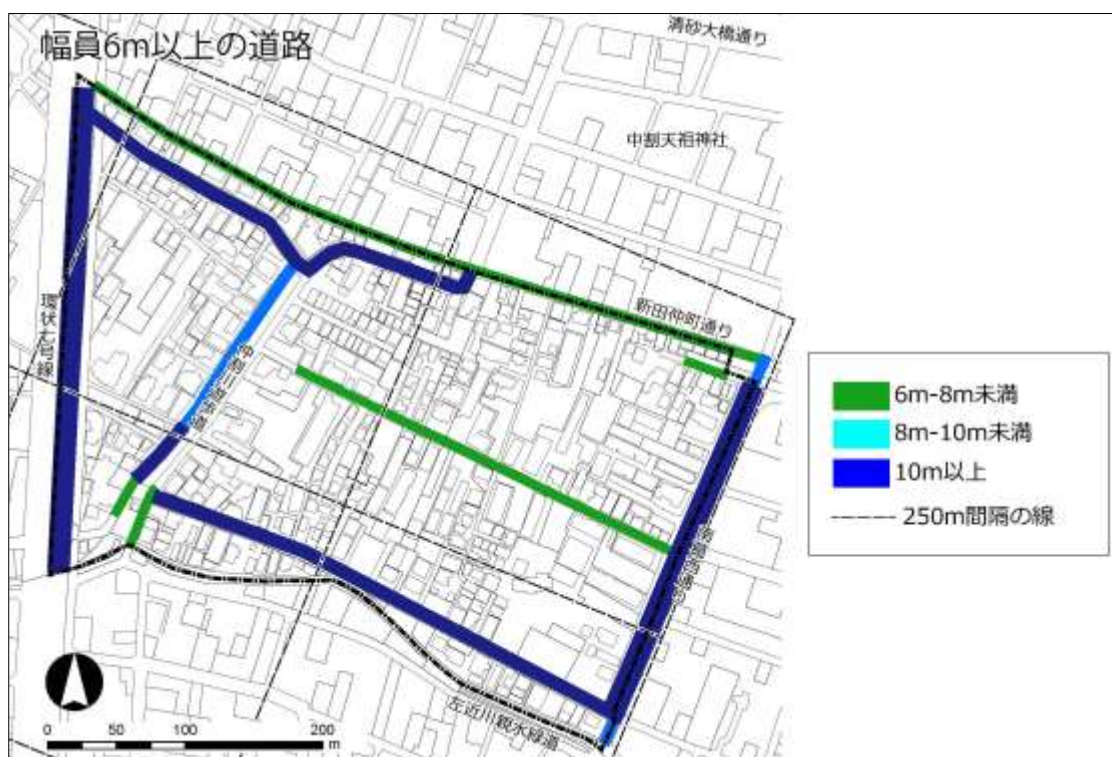 幅員6m以上の道路
清砂大橋通り
中割天祖神社
新田仲町通り
環状七号線
6m-8m未満
8m-10m未満
10m以上
250m間隔の線
左近川親水緑道
0 50 100 200
m